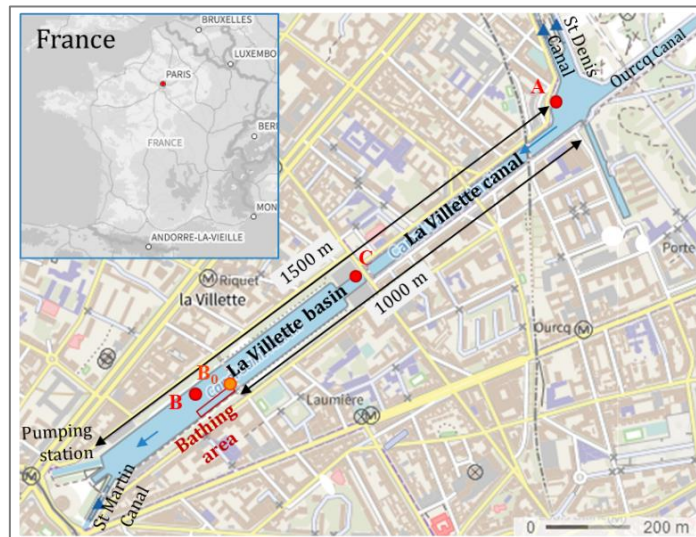 France
BRUXELLES
LUXEMBO
PARIS
FRANCE
BER
MON
ANDORRE-LA-VIEILLE
St Denis
Canal
Ourcq Canal
A
La Villette canal
1500 m
C
1000 m
Riquet
la Villette
La Villette basin
Porte
Ourcq
B₀
B
Laumière
Bathing
area
Pumping
station
St Martin
Canal
0 200 m